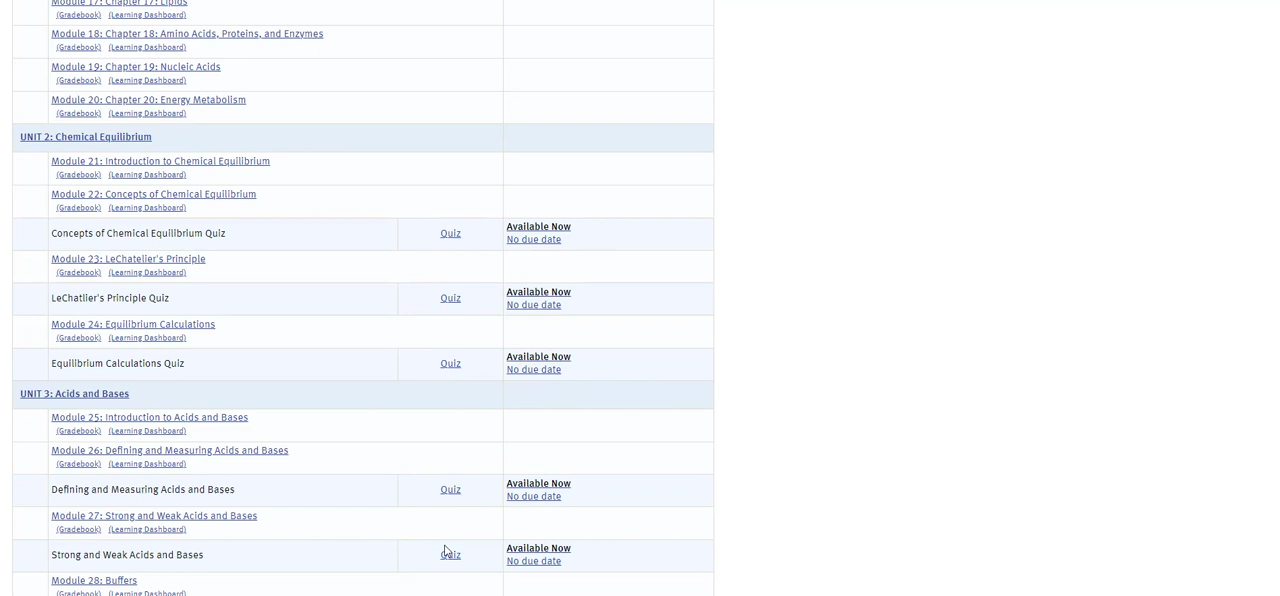 Module 17: Chapter 17: Lipids
(Gradebook) (Learning Dashboard)
Module 18: Chapter 18: Amino Acids, Proteins, and Enzymes
(Gradebook) (Learning Dashboard)
Module 19: Chapter 19: Nucleic Acids
(Gradebook) (Learning Dashboard)
Module 20: Chapter 20: Energy Metabolism
(Gradebook) (Learning Dashboard)
UNIT 2: Chemical Equilibrium
Module 21: Introduction to Chemical Equilibrium
(Gradebook) (Learning Dashboard)
Module 22: Concepts of Chemical Equilibrium
(Gradebook) (Learning Dashboard)
Concepts of Chemical Equilibrium Quiz
Quiz
Available Now
No due date
Module 23: LeChatelier's Principle
(Gradebook) (Learning Dashboard)
LeChatlier's Principle Quiz
Quiz
Available Now
No due date
Module 24: Equilibrium Calculations
(Gradebook) (Learning Dashboard)
Equilibrium Calculations Quiz
Quiz
Available Now
No due date
UNIT 3: Acids and Bases
Module 25: Introduction to Acids and Bases
(Gradebook) (Learning Dashboard)
Module 26: Defining and Measuring Acids and Bases
(Gradebook) (Learning Dashboard)
Defining and Measuring Acids and Bases
Quiz
Available Now
No due date
Module 27: Strong and Weak Acids and Bases
(Gradebook) (Learning Dashboard)
Strong and Weak Acids and Bases
Quiz
Available Now
No due date
Module 28: Buffers
(Gradebook) (Learning Dashboard)